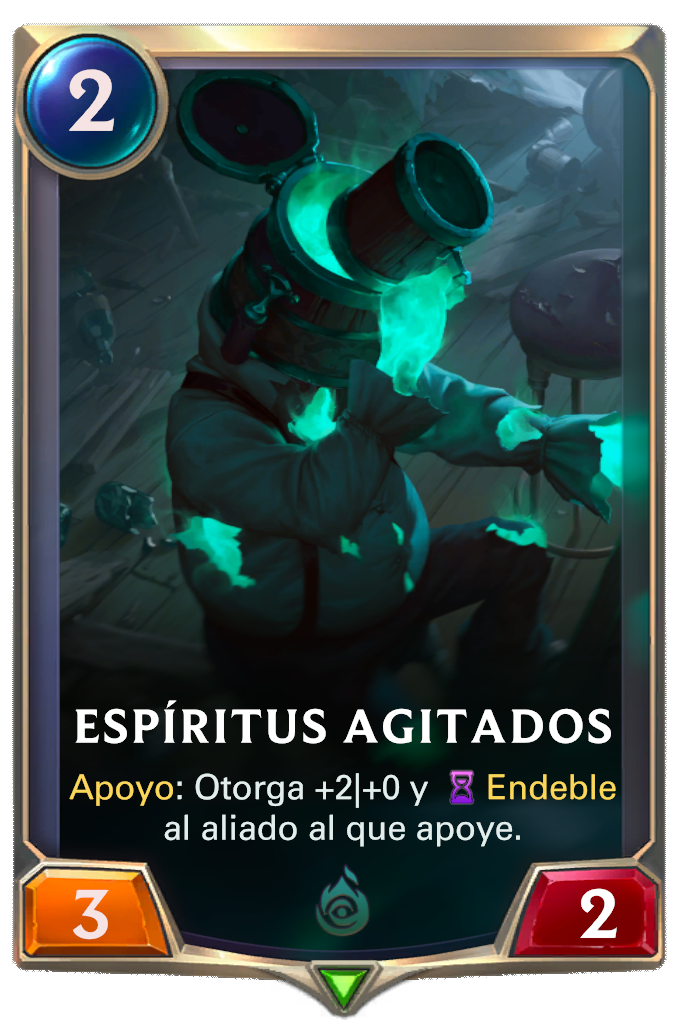 2
ESPÍRITUS AGITADOS
Apoyo: Otorga +2|+0 y Endeble
al aliado al que apoye.
3
2